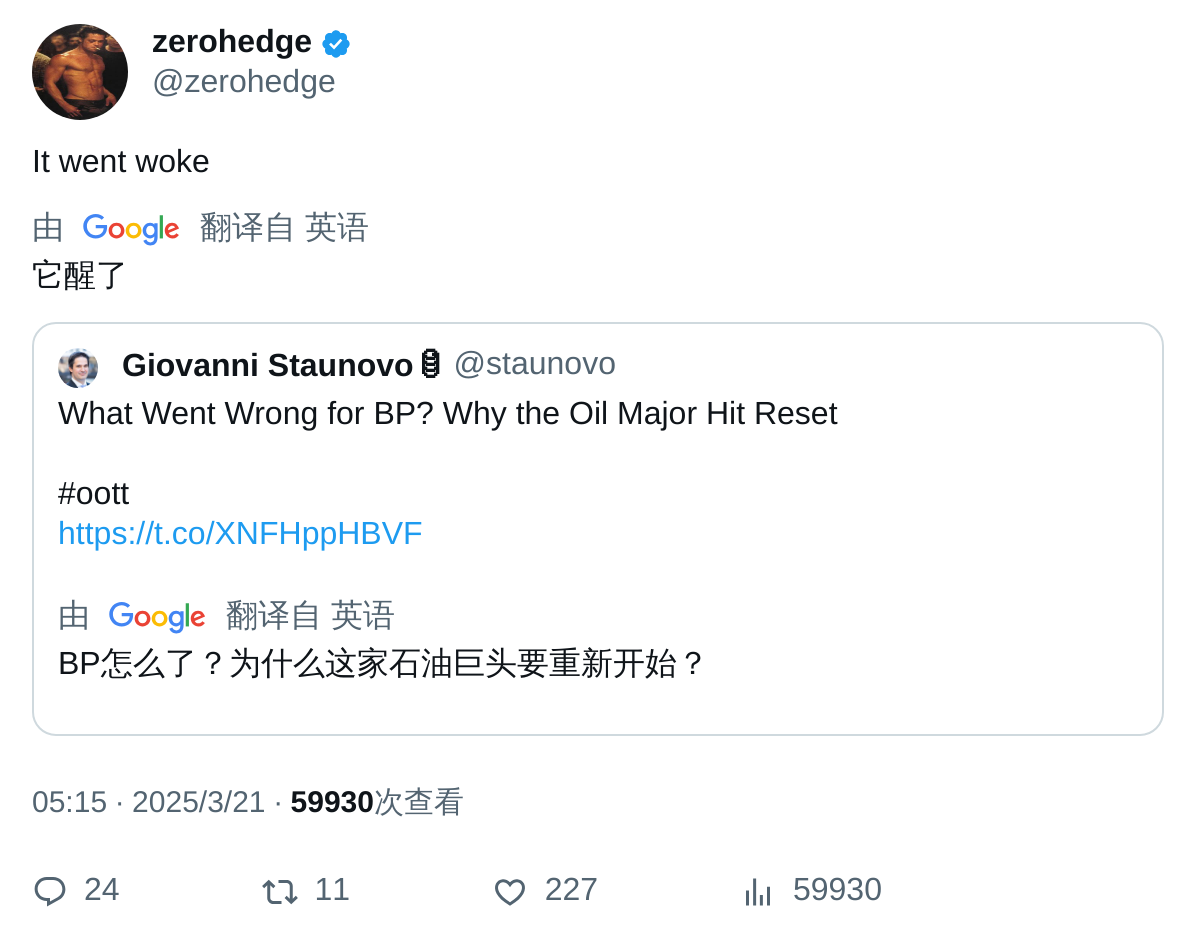 zerohedge
@zerohedge
It went woke
由 Google 翻译自 英语
它醒了
Giovanni Staunovo🛢 @staunovo
What Went Wrong for BP? Why the Oil Major Hit Reset
#oott
https://t.co/XNFHppHBVF
由 Google 翻译自 英语
BP怎么了？为什么这家石油巨头要重新开始？
05:15 · 2025/3/21 · 59930次查看
24 11 227 59930